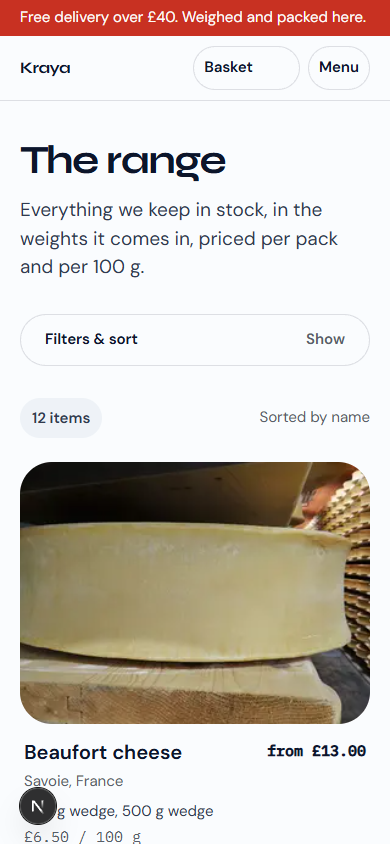 Free delivery over £40. Weighed and packed here.
Kraya
Basket
Menu
The range
Everything we keep in stock, in the
weights it comes in, priced per pack
and per 100 g.
Filters & sort
Show
12 items
Sorted by name
Beaufort cheese
from £13.00
Savoie, France
g wedge, 500 g wedge
£6.50 / 100 g
N